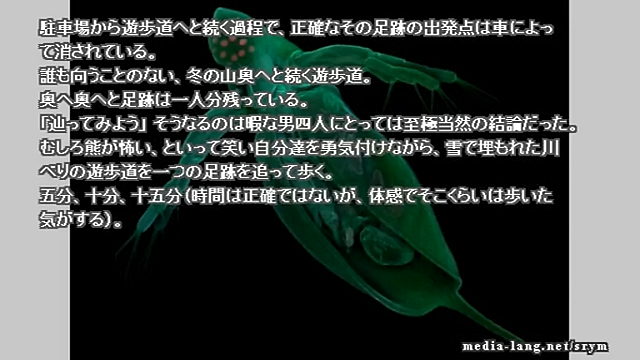 駐車場から遊歩道へと続く過程で、正確なその足跡の出発点は車によっ
て消されている。
誰も向うことのない、冬の山奥へと続く遊歩道。
奥へ奥へと足跡は一人分残っている。
「辿ってみよう」そうなるのは暇な男四人にとっては至極当然の結論だった。
むしろ熊が怖い、といって笑い自分達を勇気付けながら、雪で埋もれた川
べりの遊歩道を一つの足跡を追って歩く。
五分、十分、十五分（時間は正確ではないが、体感でそこくらいは歩いた
気がする）。
media-lang.net/srym